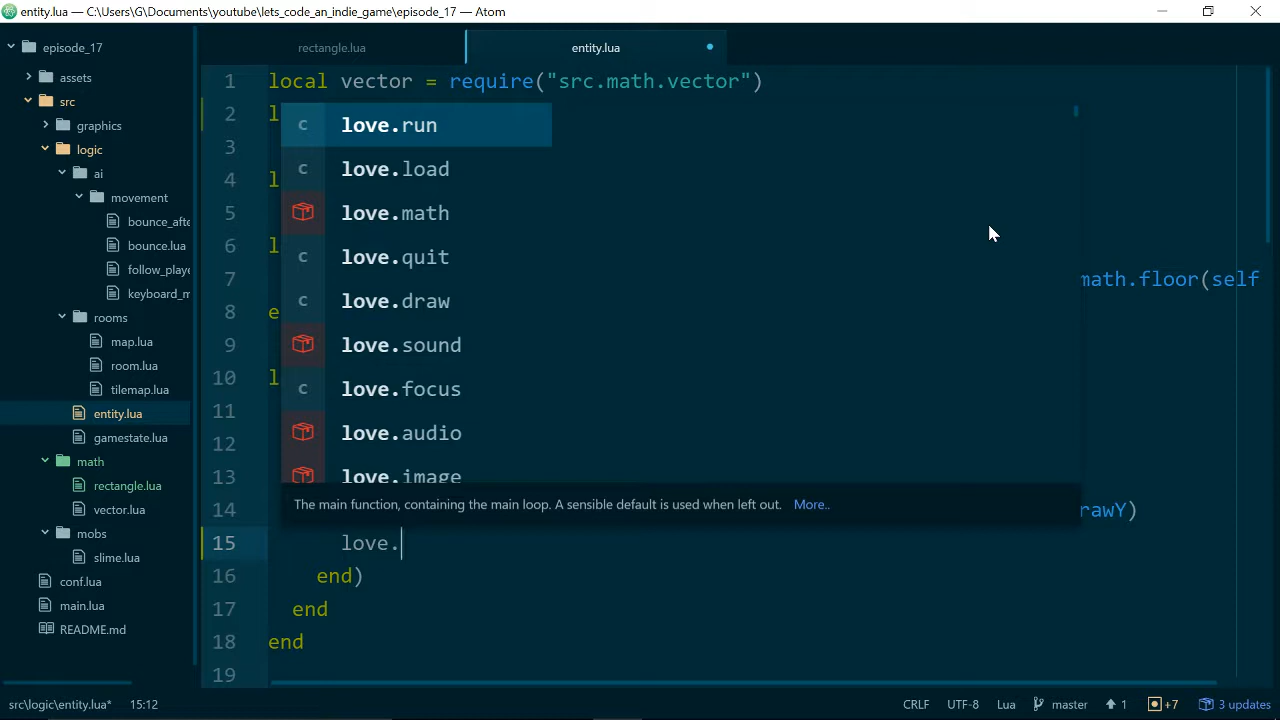 entity.lua — C:\Users\G\Documents\youtube\lets_code_an_indie_game\episode_17 — Atom
episode_17
assets
src
graphics
logic
ai
movement
bounce_afte
bounce.lua
follow_playe
keyboard_m
rooms
map.lua
room.lua
tilemap.lua
entity.lua
gamestate.lua
math
rectangle.lua
vector.lua
mobs
slime.lua
conf.lua
main.lua
README.md
rectangle.lua
entity.lua
1 local vector = require("src.math.vector")
2 l
3
4 l
5
6 l
7 math.floor(self
8 e
9
10 l
11
12
13
14 rawY)
15 love.
16 end)
17 end
18 end
19
c love.run
c love.load
love.math
c love.quit
c love.draw
love.sound
c love.focus
love.audio
love.image
The main function, containing the main loop. A sensible default is used when left out. More..
src\logic\entity.lua* 15:12 CRLF UTF-8 Lua master 1 +7 3 updates